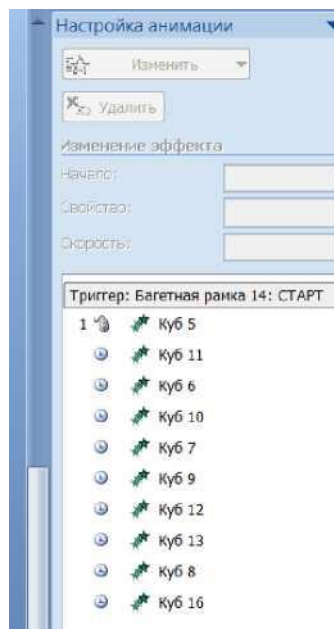 Настройка анимации
Изменить
Удалить
Изменение эффекта
Начало:
Свойство:
Скорость:
Триггер: Багетная рамка 14: СТАРТ
1 Куб 5
Куб 11
Куб 6
Куб 10
Куб 7
Куб 9
Куб 12
Куб 13
Куб 8
Куб 16